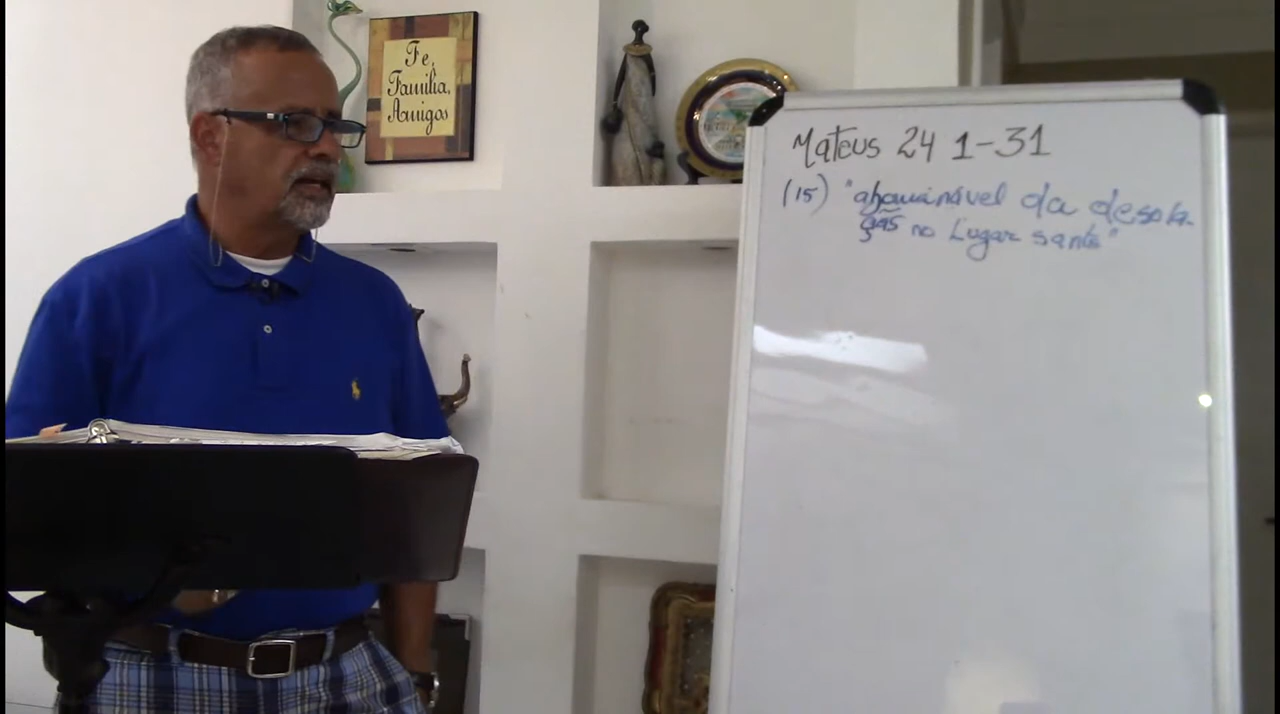 Fe,
Familia,
Amigos
Mateus 24 1-31
(15) "abominável da desola-
ção no Lugar santo"